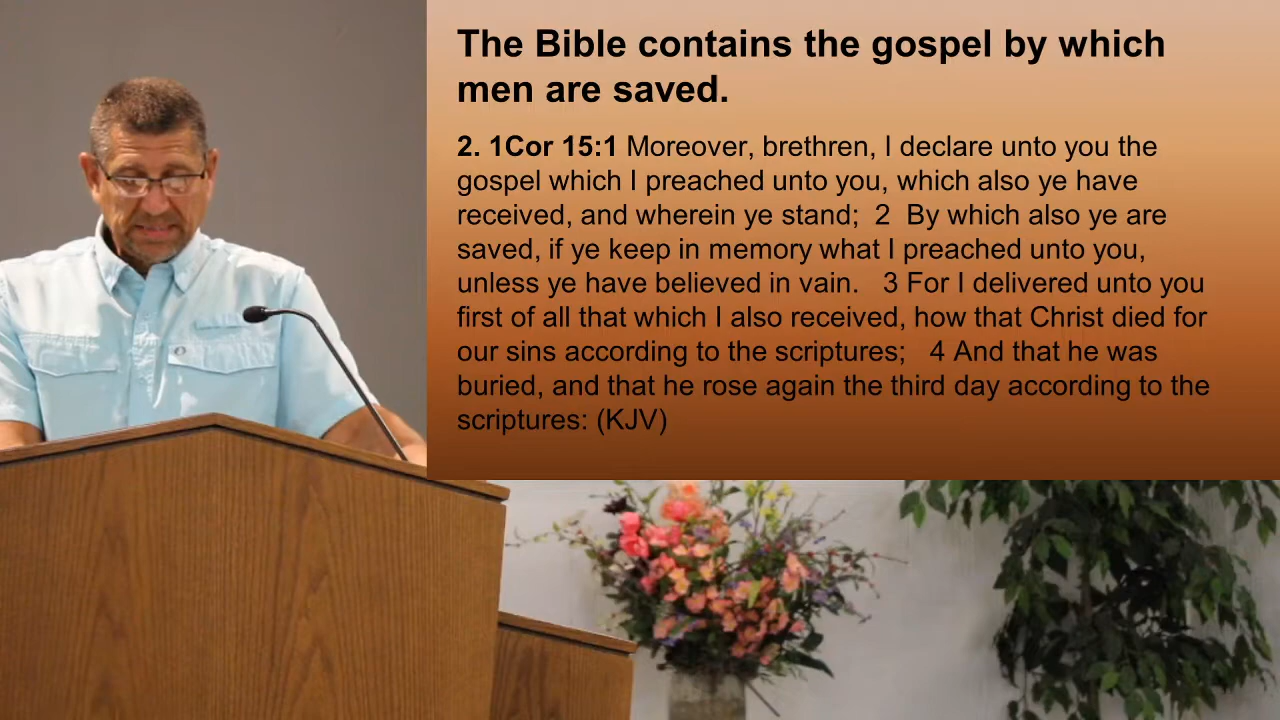 The Bible contains the gospel by which
men are saved.
2. 1Cor 15:1 Moreover, brethren, I declare unto you the
gospel which I preached unto you, which also ye have
received, and wherein ye stand;  2  By which also ye are
saved, if ye keep in memory what I preached unto you,
unless ye have believed in vain.   3 For I delivered unto you
first of all that which I also received, how that Christ died for
our sins according to the scriptures;   4 And that he was
buried, and that he rose again the third day according to the
scriptures: (KJV)